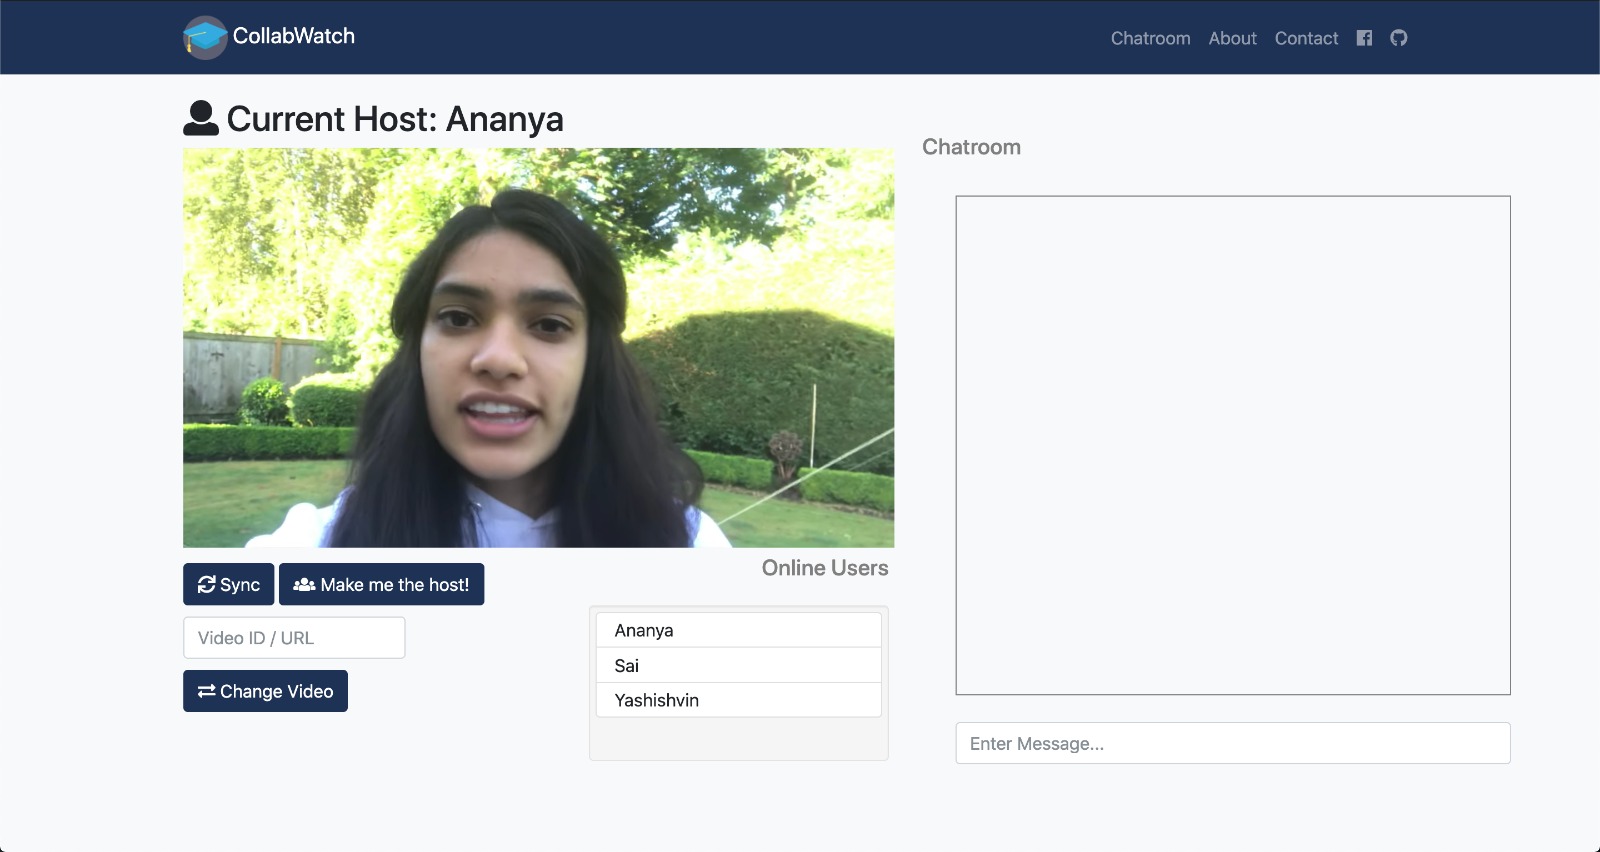 CollabWatch
Chatroom About Contact
Current Host: Ananya
Chatroom
Sync
Make me the host!
Video ID / URL
Change Video
Online Users
Ananya
Sai
Yashishvin
Enter Message...